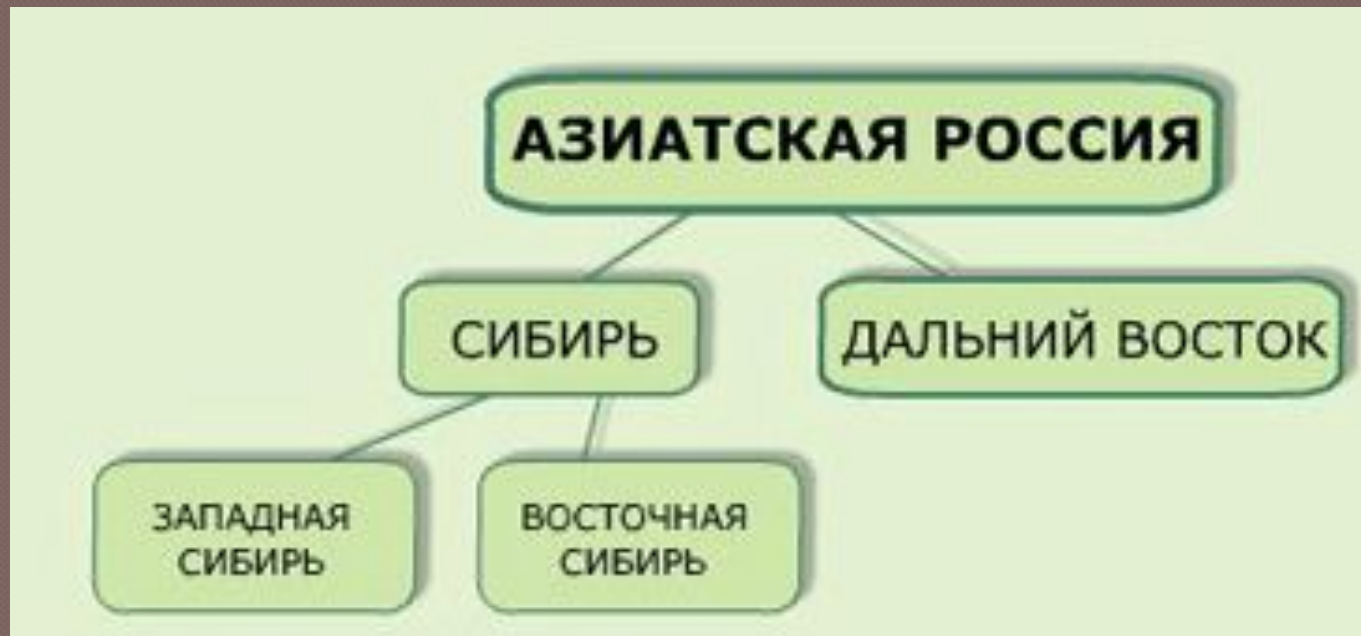 АЗИАТСКАЯ РОССИЯ
СИБИРЬ
ДАЛЬНИЙ ВОСТОК
ЗАПАДНАЯ
СИБИРЬ
ВОСТОЧНАЯ
СИБИРЬ